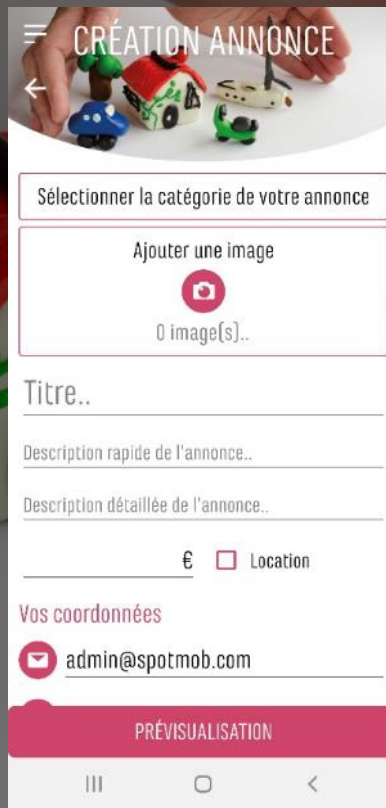 CRÉATION ANNONCE
Sélectionner la catégorie de votre annonce
Ajouter une image
0 image(s)..
Titre..
Description rapide de l'annonce..
Description détaillée de l'annonce..
€ Location
Vos coordonnées
admin@spotmob.com
PRÉVISUALISATION